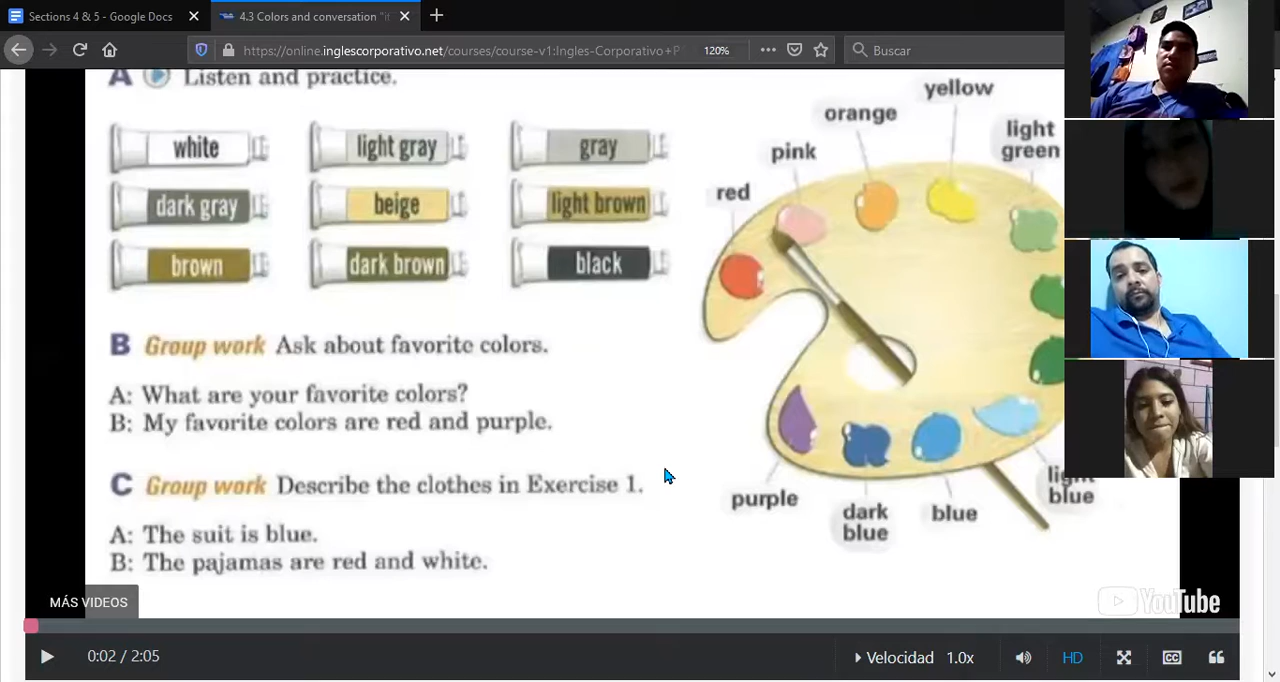 Sections 4 & 5 - Google Docs
4.3 Colors and conversation "it
https://online.inglescorporativo.net/courses/course-v1:Ingles-Corporativo+P
120%
Buscar
A Listen and practice.
white
light gray
gray
dark gray
beige
light brown
brown
dark brown
black
red
pink
orange
yellow
light
green
purple
dark
blue
blue
light
blue
B Group work Ask about favorite colors.
A: What are your favorite colors?
B: My favorite colors are red and purple.
C Group work Describe the clothes in Exercise 1.
A: The suit is blue.
B: The pajamas are red and white.
MÁS VIDEOS
YouTube
0:02 / 2:05
Velocidad 1.0x
HD
CC